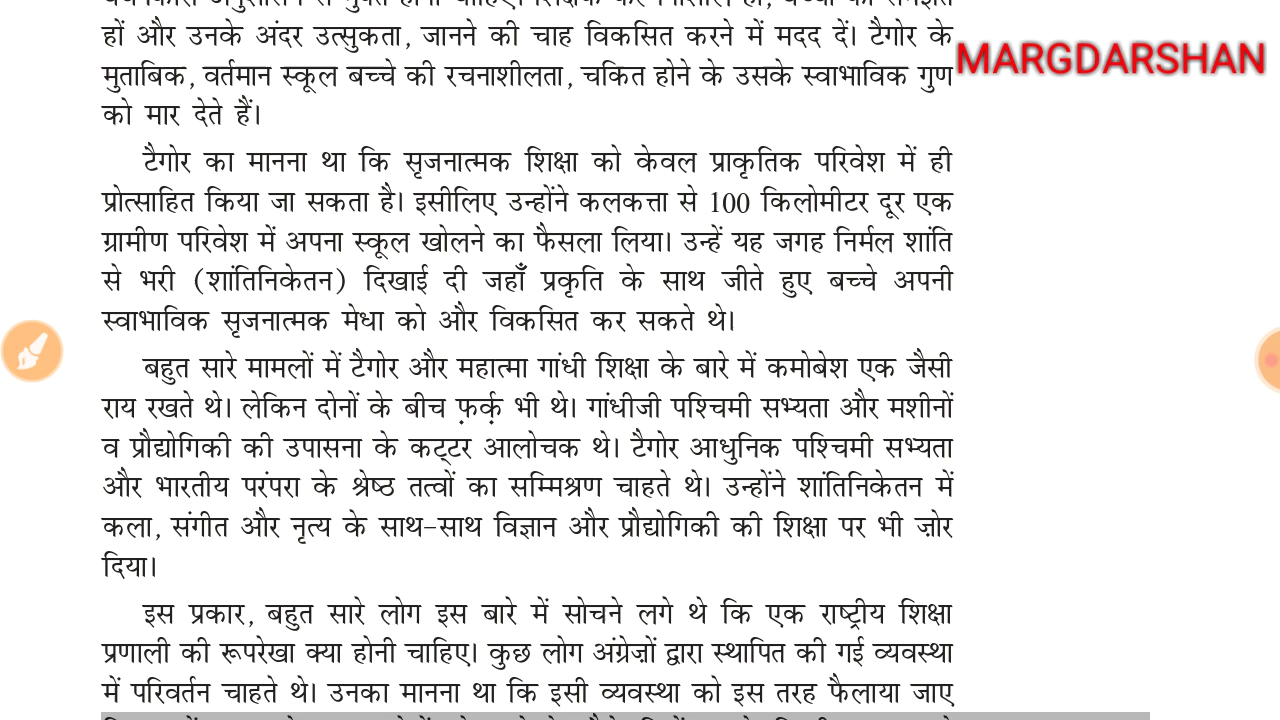 हों और उनके अंदर उत्सुकता, जानने की चाह विकसित करने में मदद दें। टैगोर के
MARGDARSHAN
मुताबिक, वर्तमान स्कूल बच्चे की रचनाशीलता, चकित होने के उसके स्वाभाविक गुण
को मार देते हैं।
टैगोर का मानना था कि सृजनात्मक शिक्षा को केवल प्राकृतिक परिवेश में ही
प्रोत्साहित किया जा सकता है। इसीलिए उन्होंने कलकत्ता से 100 किलोमीटर दूर एक
ग्रामीण परिवेश में अपना स्कूल खोलने का फैसला लिया। उन्हें यह जगह निर्मल शांति
से भरी (शांतिनिकेतन) दिखाई दी जहाँ प्रकृति के साथ जीते हुए बच्चे अपनी
स्वाभाविक सृजनात्मक मेधा को और विकसित कर सकते थे।
बहुत सारे मामलों में टैगोर और महात्मा गांधी शिक्षा के बारे में कमोबेश एक जैसी
राय रखते थे। लेकिन दोनों के बीच फ़र्क़ भी थे। गांधीजी पश्चिमी सभ्यता और मशीनों
व प्रौद्योगिकी की उपासना के कट्टर आलोचक थे। टैगोर आधुनिक पश्चिमी सभ्यता
और भारतीय परंपरा के श्रेष्ठ तत्वों का सम्मिश्रण चाहते थे। उन्होंने शांतिनिकेतन में
कला, संगीत और नृत्य के साथ-साथ विज्ञान और प्रौद्योगिकी की शिक्षा पर भी ज़ोर
दिया।
इस प्रकार, बहुत सारे लोग इस बारे में सोचने लगे थे कि एक राष्ट्रीय शिक्षा
प्रणाली की रूपरेखा क्या होनी चाहिए। कुछ लोग अंग्रेज़ों द्वारा स्थापित की गई व्यवस्था
में परिवर्तन चाहते थे। उनका मानना था कि इसी व्यवस्था को इस तरह फैलाया जाए